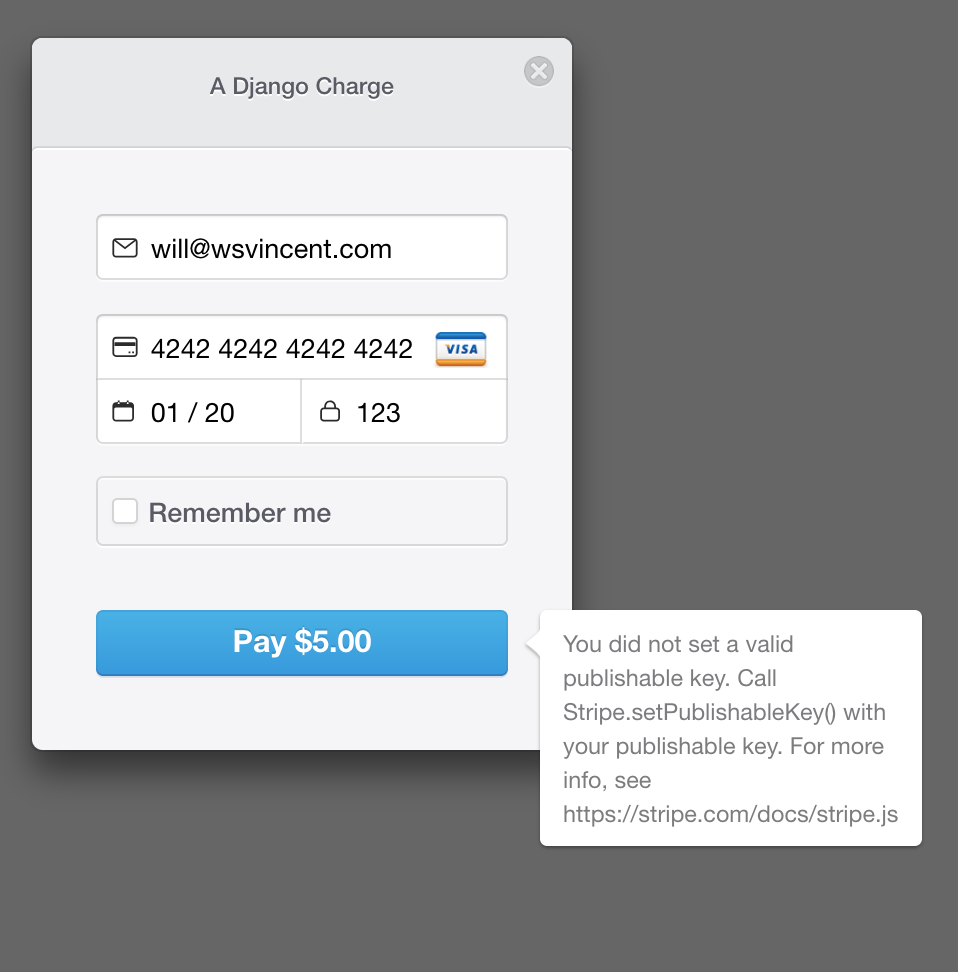 A Django Charge
will@wsvincent.com
4242 4242 4242 4242 VISA
01 / 20 123
Remember me
Pay $5.00
You did not set a valid
publishable key. Call
Stripe.setPublishableKey() with
your publishable key. For more
info, see
https://stripe.com/docs/stripe.js